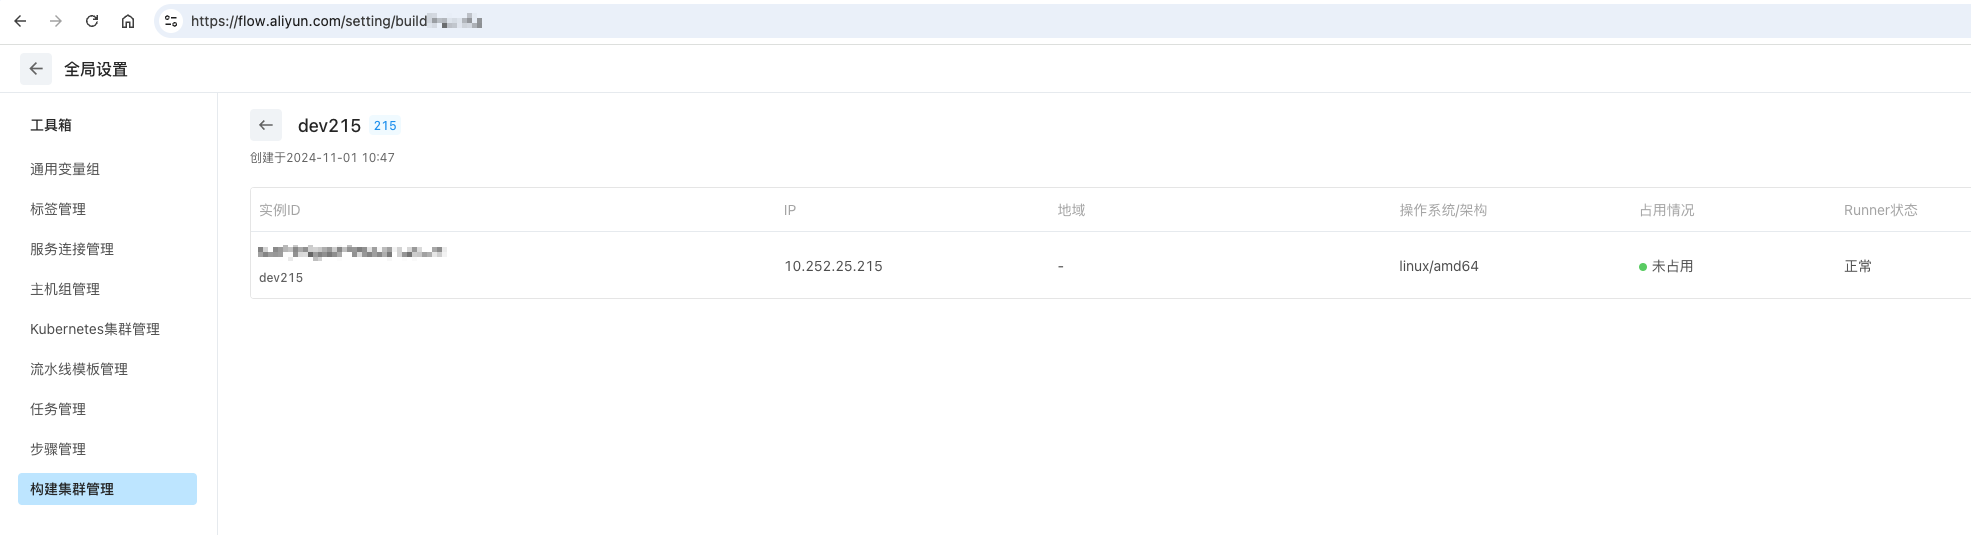 https://flow.aliyun.com/setting/build
全局设置
工具箱
通用变量组
标签管理
服务连接管理
主机组管理
Kubernetes集群管理
流水线模板管理
任务管理
步骤管理
构建集群管理
dev215 215
创建于2024-11-01 10:47
实例ID IP 地域 操作系统/架构 占用情况 Runner状态
10.252.25.215 - linux/amd64 未占用 正常
dev215